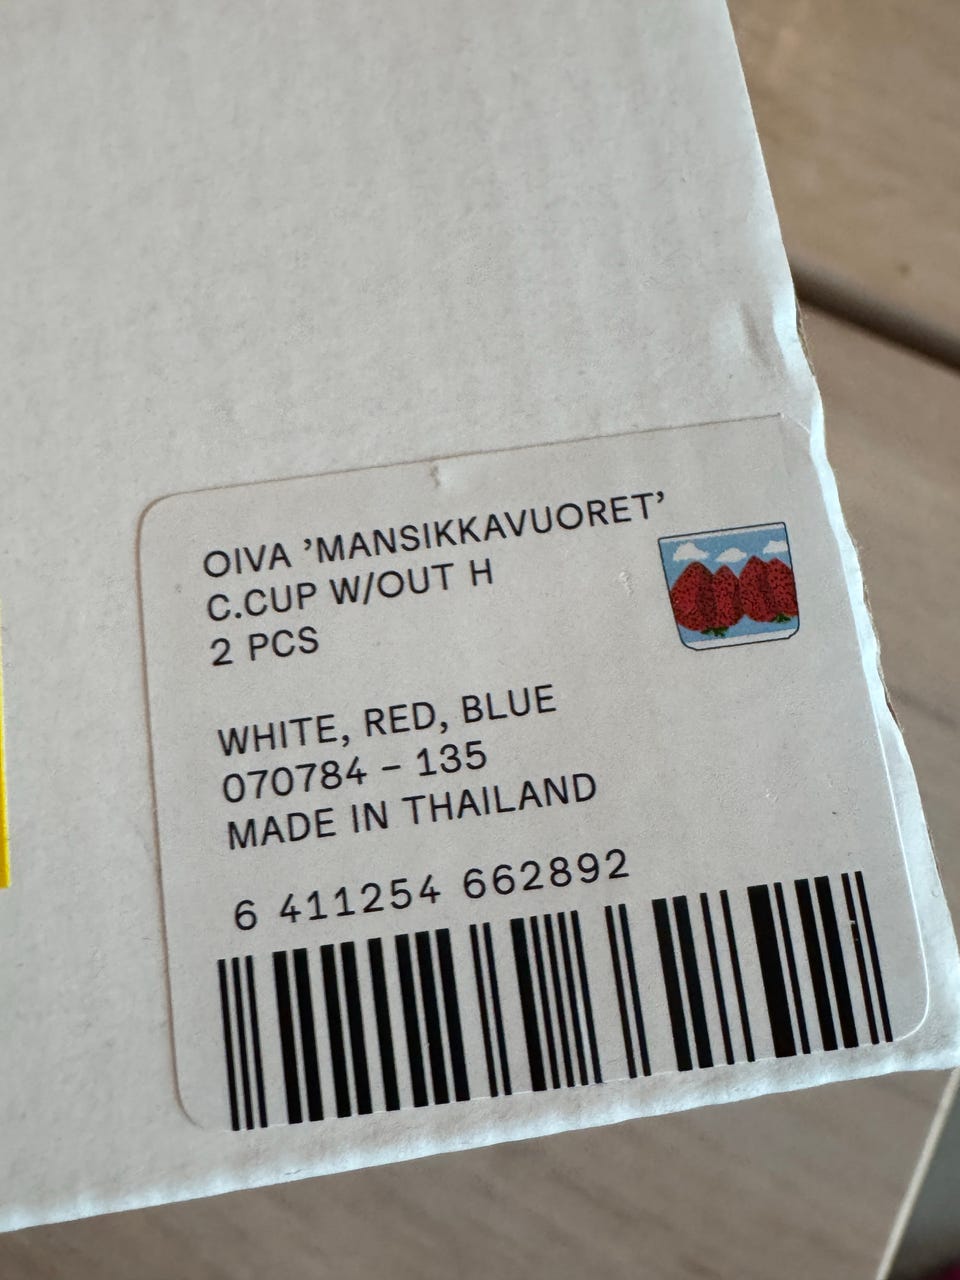 OIVA ’MANSIKKAVUORET’
C.CUP W/OUT H
2 PCS
WHITE, RED, BLUE
070784 – 135
MADE IN THAILAND
6 411254 662892